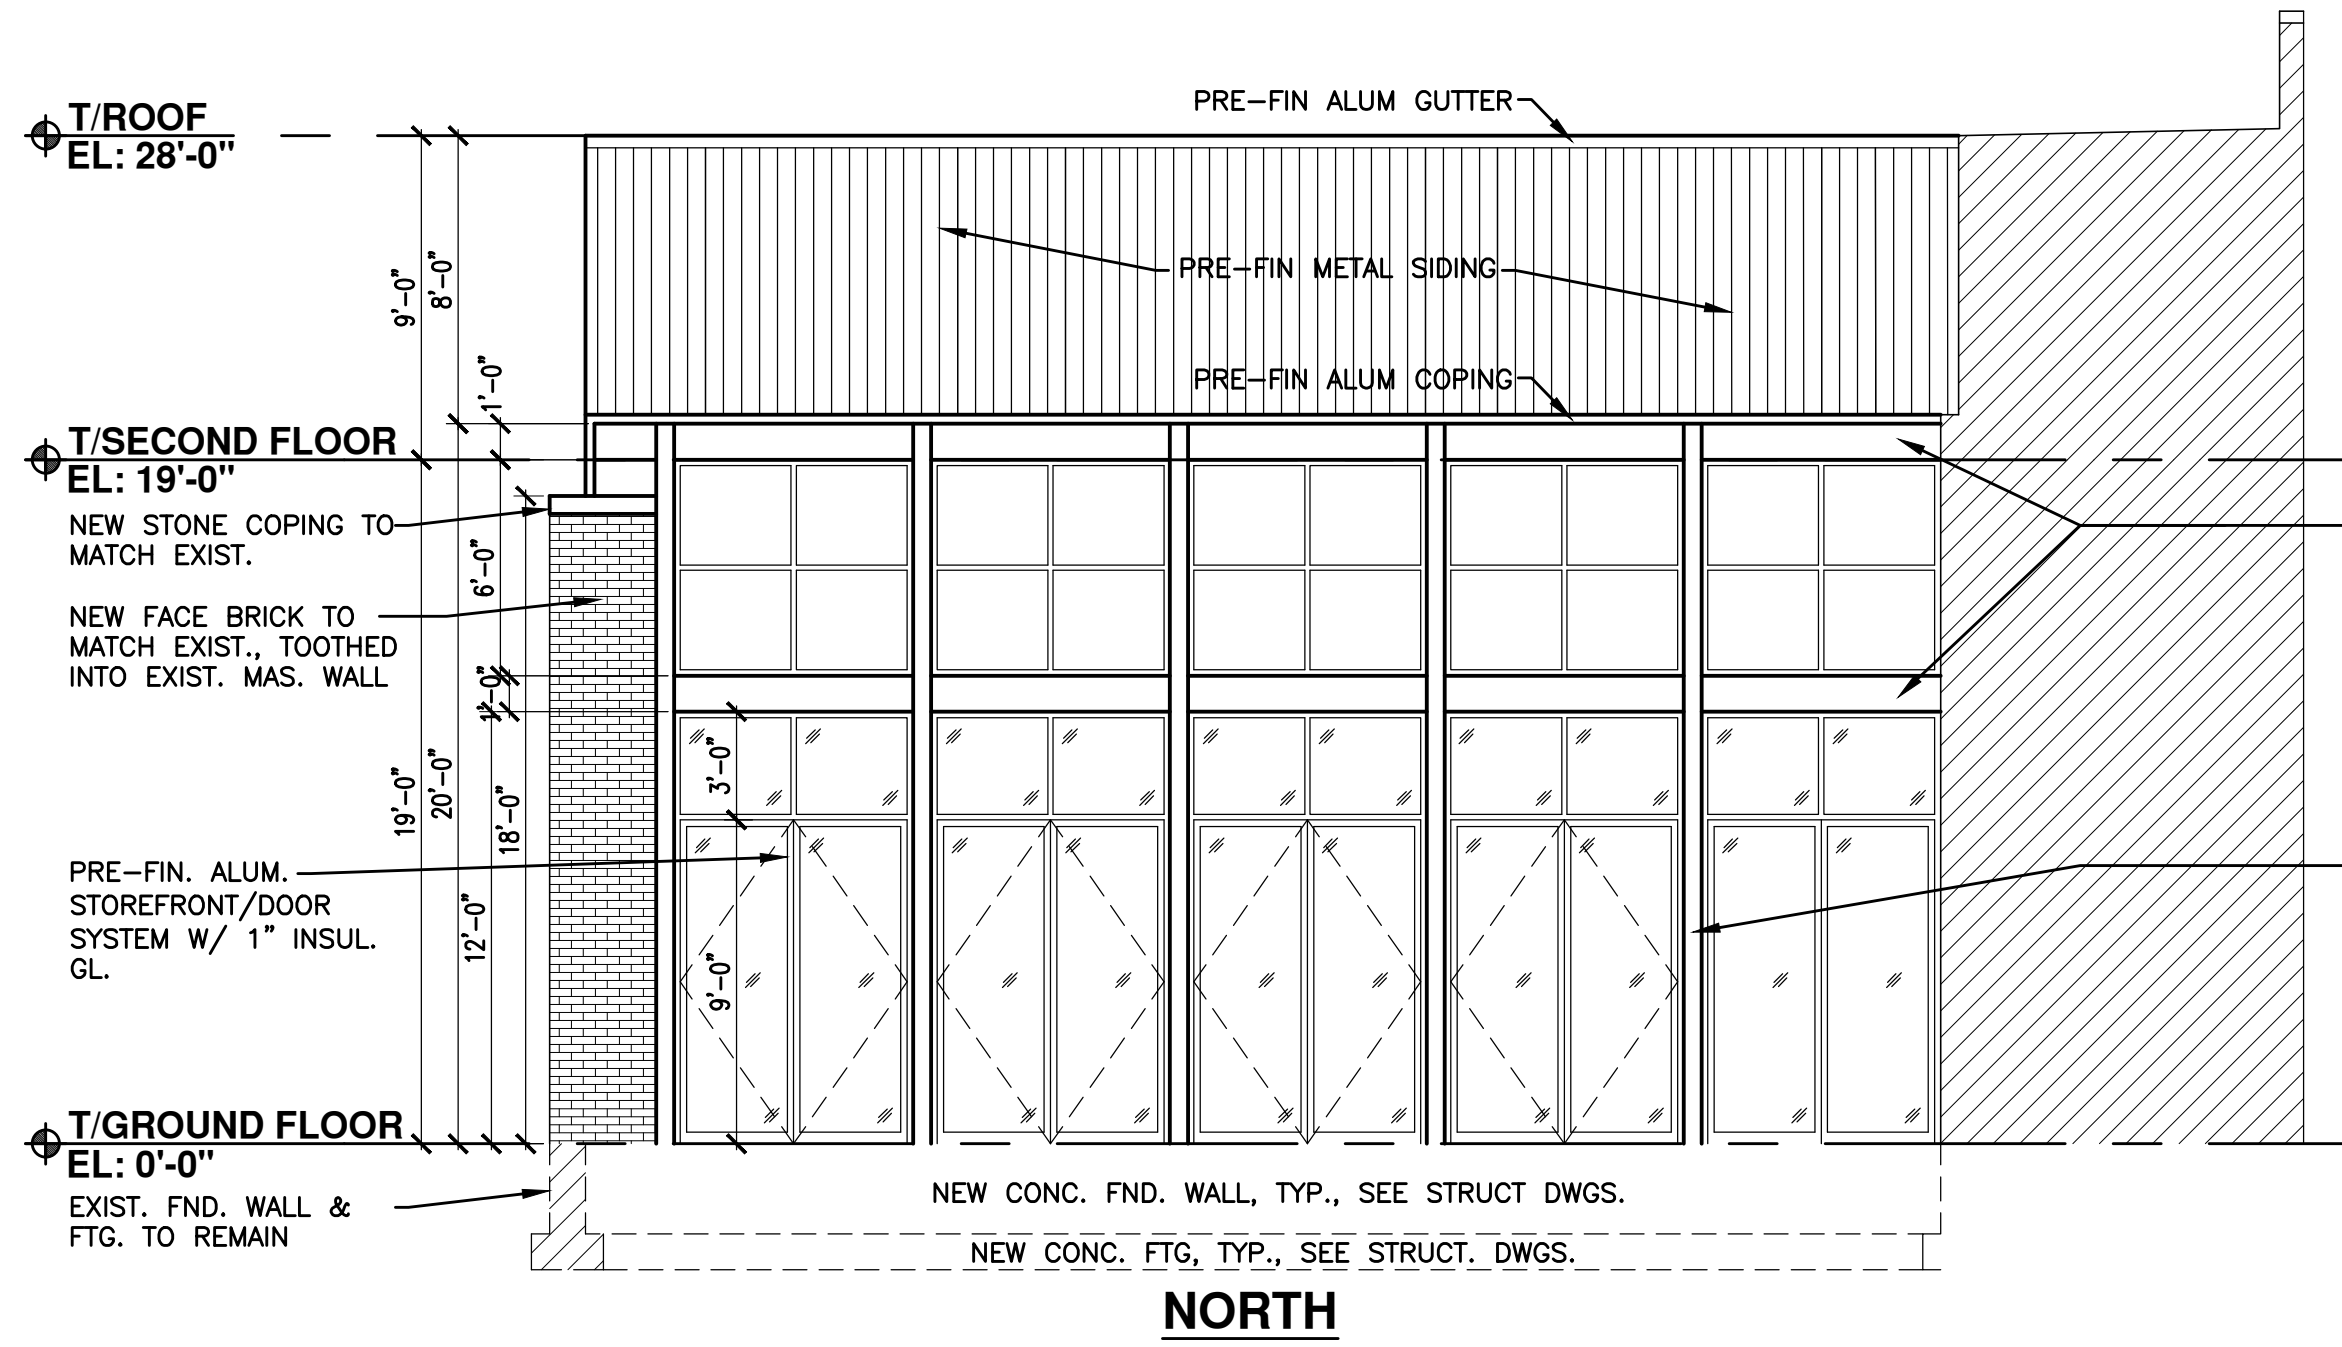 PRE-FIN ALUM GUTTER
T/ROOF
EL: 28'-0"
9'-0"
8'-0"
PRE-FIN METAL SIDING
1'-0"
PRE-FIN ALUM COPING
T/SECOND FLOOR
EL: 19'-0"
NEW STONE COPING TO
MATCH EXIST.
6'-0"
NEW FACE BRICK TO
MATCH EXIST., TOOTHED
INTO EXIST. MAS. WALL
1'-0"
3'-0"
19'-0"
20'-0"
18'-0"
12'-0"
9'-0"
PRE-FIN. ALUM.
STOREFRONT/DOOR
SYSTEM W/ 1" INSUL.
GL.
T/GROUND FLOOR
EL: 0'-0"
EXIST. FND. WALL &
FTG. TO REMAIN
NEW CONC. FND. WALL, TYP., SEE STRUCT DWGS.
NEW CONC. FTG, TYP., SEE STRUCT. DWGS.
NORTH